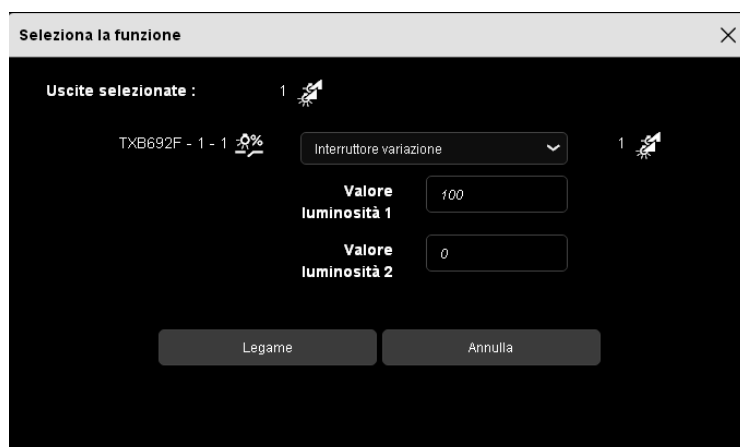 Seleziona la funzione
Uscite selezionate : 1
TXB692F - 1 - 1 % Interruttore variazione 1
Valore
luminosità 1 100
Valore
luminosità 2 0
Legame Annulla